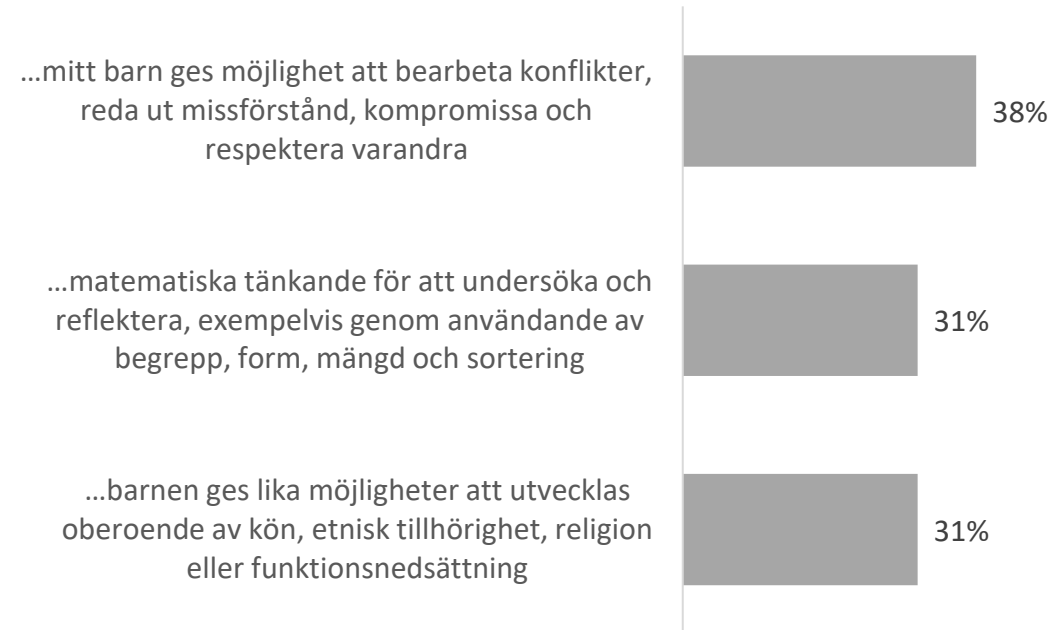 ...mitt barn ges möjlighet att bearbeta konflikter,
reda ut missförstånd, kompromissa och
respektera varandra
38%
...matematiska tänkande för att undersöka och
reflektera, exempelvis genom användande av
begrepp, form, mängd och sortering
31%
...barnen ges lika möjligheter att utvecklas
oberoende av kön, etnisk tillhörighet, religion
eller funktionsnedsättning
31%